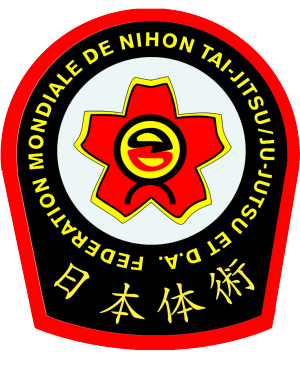 FEDERATION MONDIALE DE NIHON TAI-JITSU/JU-JUTSU ET D.A.
日本体術